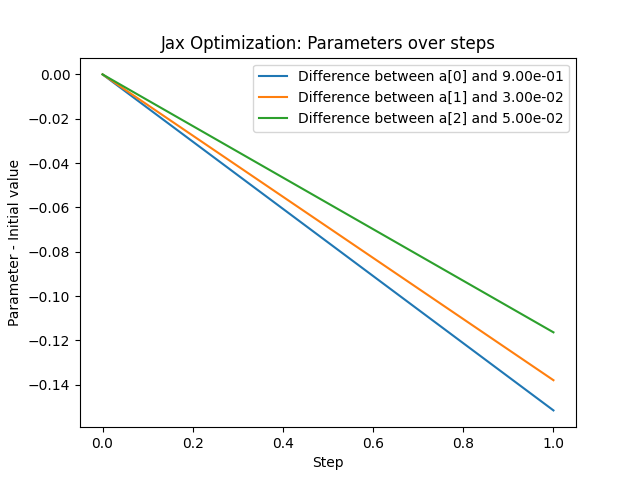 Jax Optimization: Parameters over steps
Difference between a[0] and 9.00e-01
Difference between a[1] and 3.00e-02
Difference between a[2] and 5.00e-02
Parameter - Initial value
0.00
−0.02
−0.04
−0.06
−0.08
−0.10
−0.12
−0.14
0.0 0.2 0.4 0.6 0.8 1.0
Step